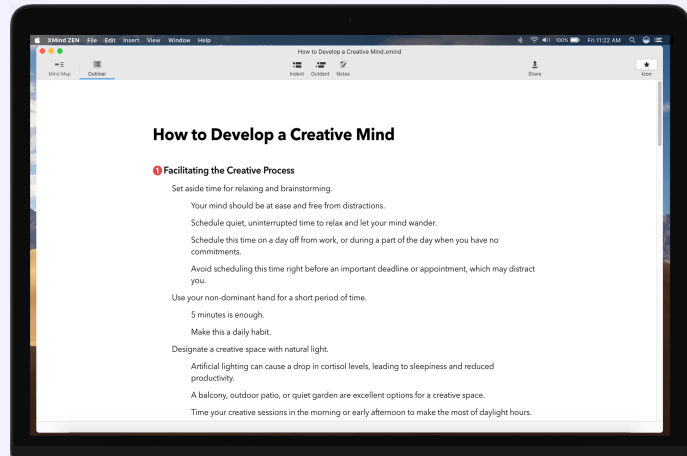 XMind ZEN File Edit Insert View Window Help 100% Fri 11:22 AM
How to Develop a Creative Mind.xmind
Mind Map Outliner Indent Outdent Notes Share Icon
How to Develop a Creative Mind
1 Facilitating the Creative Process
Set aside time for relaxing and brainstorming.
Your mind should be at ease and free from distractions.
Schedule quiet, uninterrupted time to relax and let your mind wander.
Schedule this time on a day off from work, or during a part of the day when you have no
commitments.
Avoid scheduling this time right before an important deadline or appointment, which may distract
you.
Use your non-dominant hand for a short period of time.
5 minutes is enough.
Make this a daily habit.
Designate a creative space with natural light.
Artificial lighting can cause a drop in cortisol levels, leading to sleepiness and reduced
productivity.
A balcony, outdoor patio, or quiet garden are excellent options for a creative space.
Time your creative sessions in the morning or early afternoon to make the most of daylight hours.